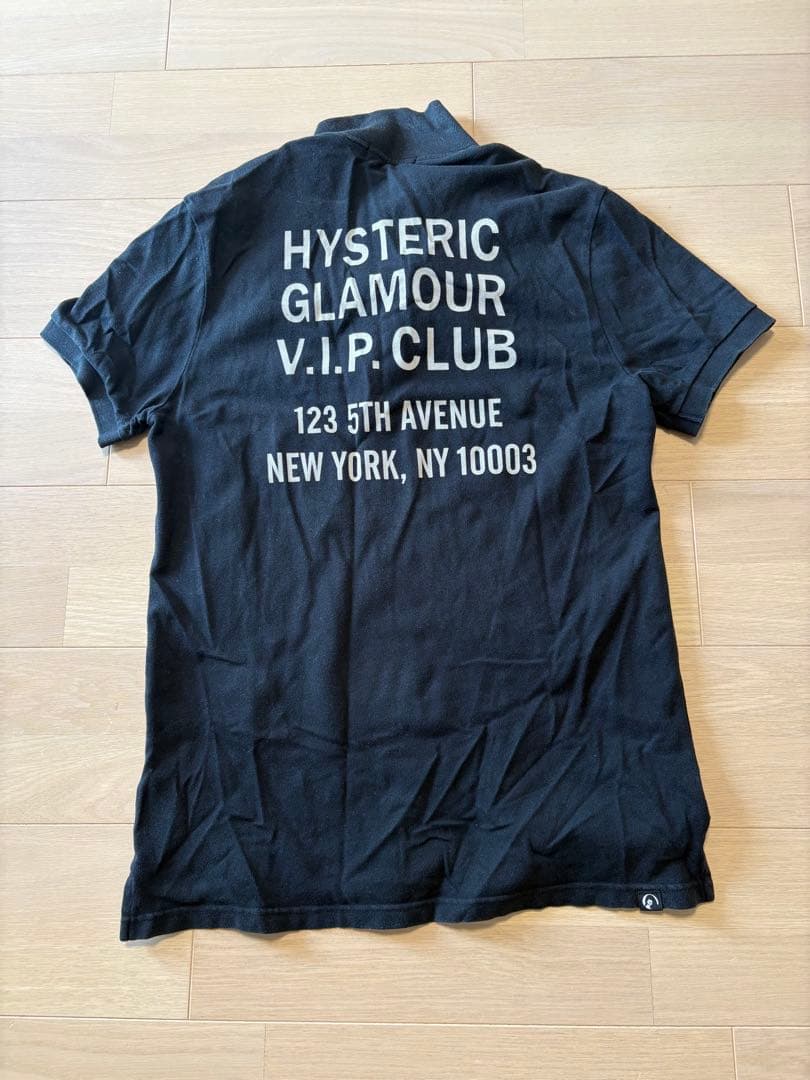 HYSTERIC
GLAMOUR
V.I.P. CLUB
123 5TH AVENUE
NEW YORK, NY 10003